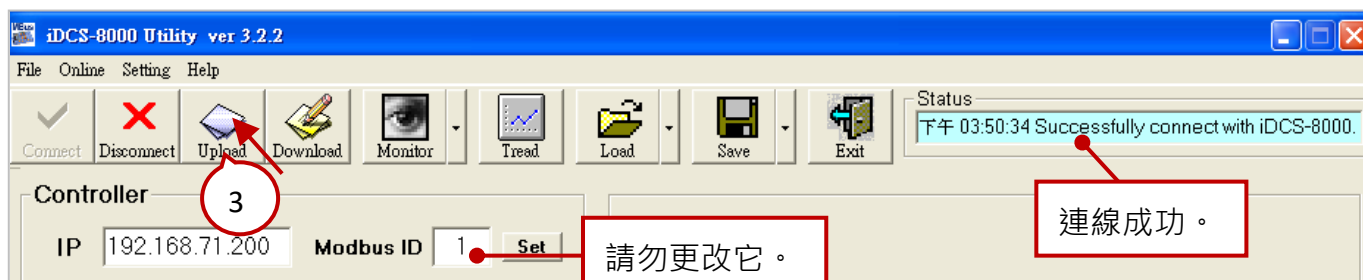 iDCS-8000 Utility ver 3.2.2
File Online Setting Help
Connect Disconnect Upload Download Monitor Tread Load Save Exit
Status
下午 03:50:34 Successfully connect with iDCS-8000.
3
Controller
連線成功。
IP 192.168.71.200 Modbus ID 1 Set
請勿更改它。